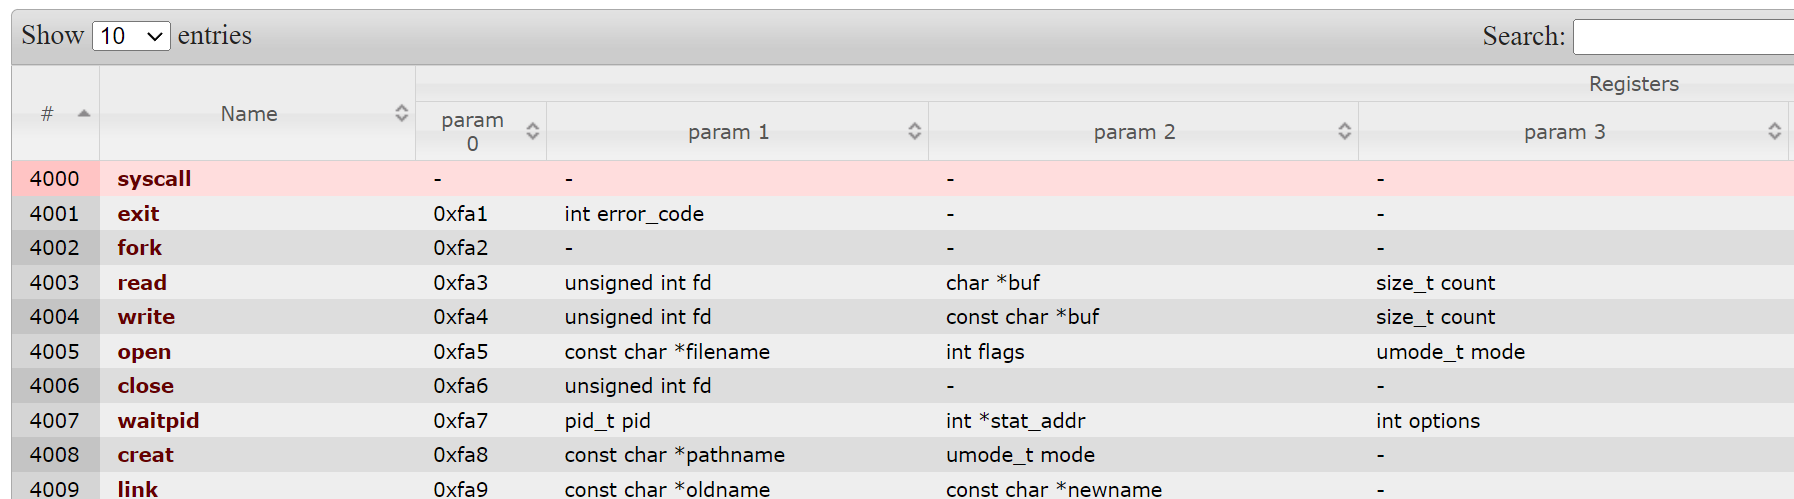 Show 10 entries Search:
Registers
# Name param 0 param 1 param 2 param 3
4000 syscall - - - -
4001 exit 0xfa1 int error_code - -
4002 fork 0xfa2 - - -
4003 read 0xfa3 unsigned int fd char *buf size_t count
4004 write 0xfa4 unsigned int fd const char *buf size_t count
4005 open 0xfa5 const char *filename int flags umode_t mode
4006 close 0xfa6 unsigned int fd - -
4007 waitpid 0xfa7 pid_t pid int *stat_addr int options
4008 creat 0xfa8 const char *pathname umode_t mode -
4009 link 0xfa9 const char *oldname const char *newname -